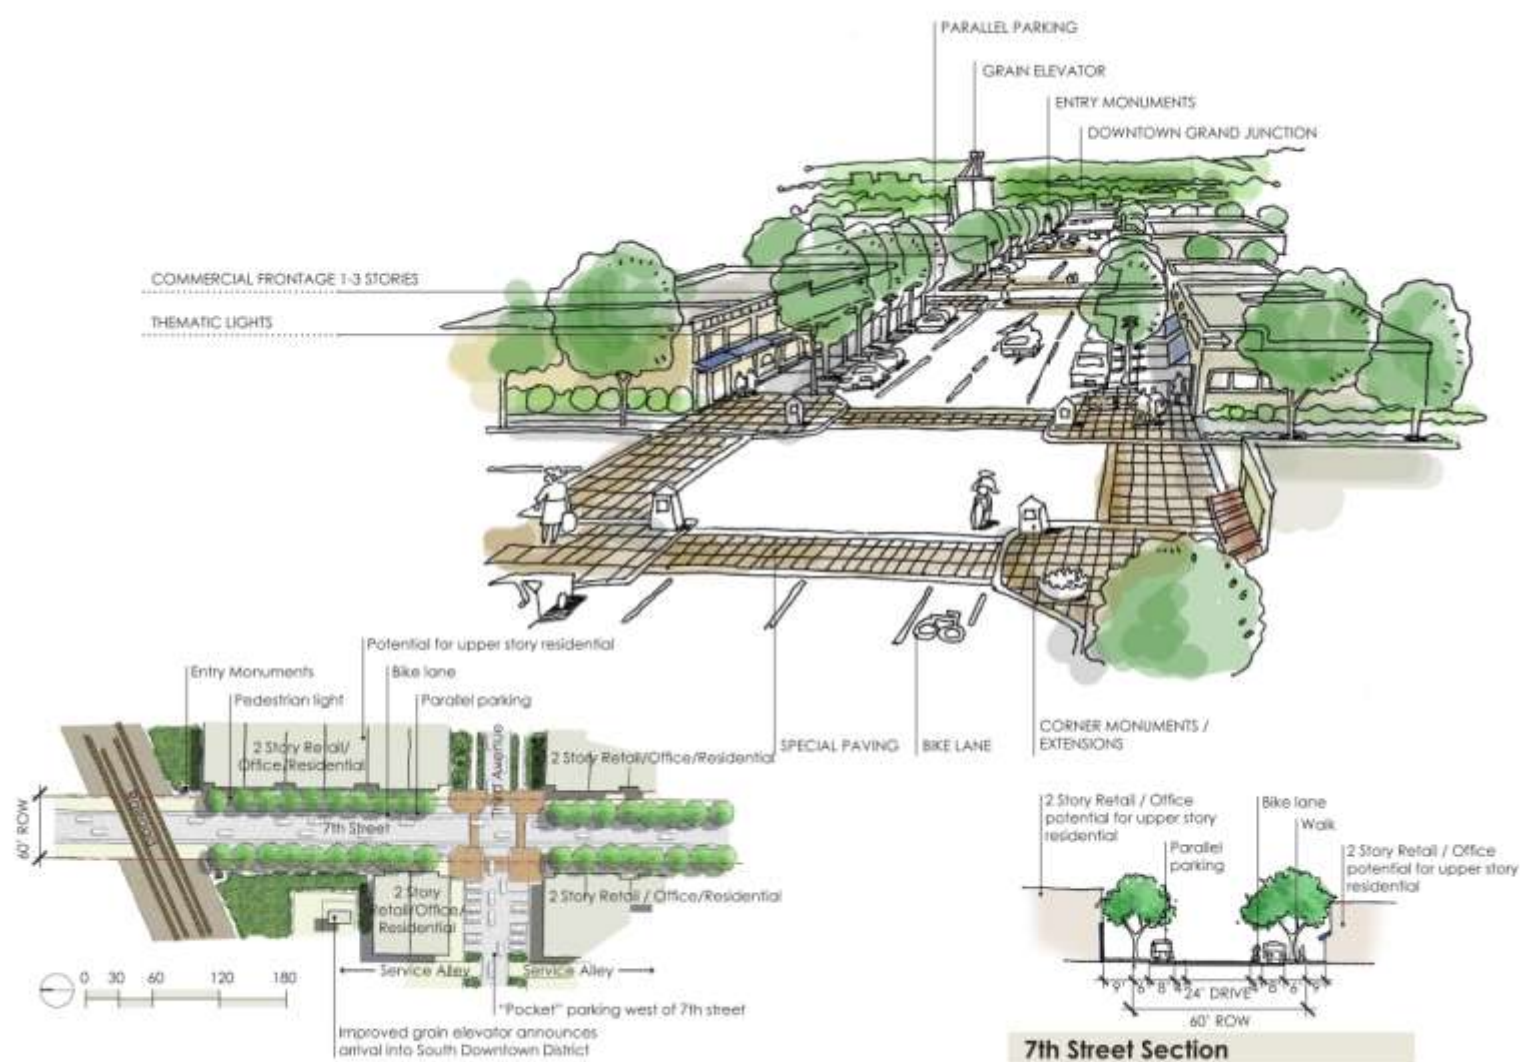 PARALLEL PARKING
GRAIN ELEVATOR
ENTRY MONUMENTS
DOWNTOWN GRAND JUNCTION
COMMERCIAL FRONTAGE 1-3 STORIES
THEMATIC LIGHTS
Potential for upper story residential
Entry Monuments
Bike lane
Pedestrian light
Parallel parking
SPECIAL PAVING
BIKE LANE
CORNER MONUMENTS /
EXTENSIONS
2 Story Retail/
Office/Residential
Third Avenue
2 Story Retail/Office/Residential
60' ROW
7th Street
2 Story
Retail/Office/
Residential
2 Story Retail / Office/Residential
Service Alley
Service Alley
0 30 60 120 180
"Pocket" parking west of 7th street
Improved grain elevator announces
arrival into South Downtown District
2 Story Retail / Office
potential for upper story
residential
Parallel
parking
Bike lane
Walk
2 Story Retail / Office
potential for upper story
residential
9' 6' 8' 4' 24' DRIVE 4' 8' 6' 9'
60' ROW
7th Street Section